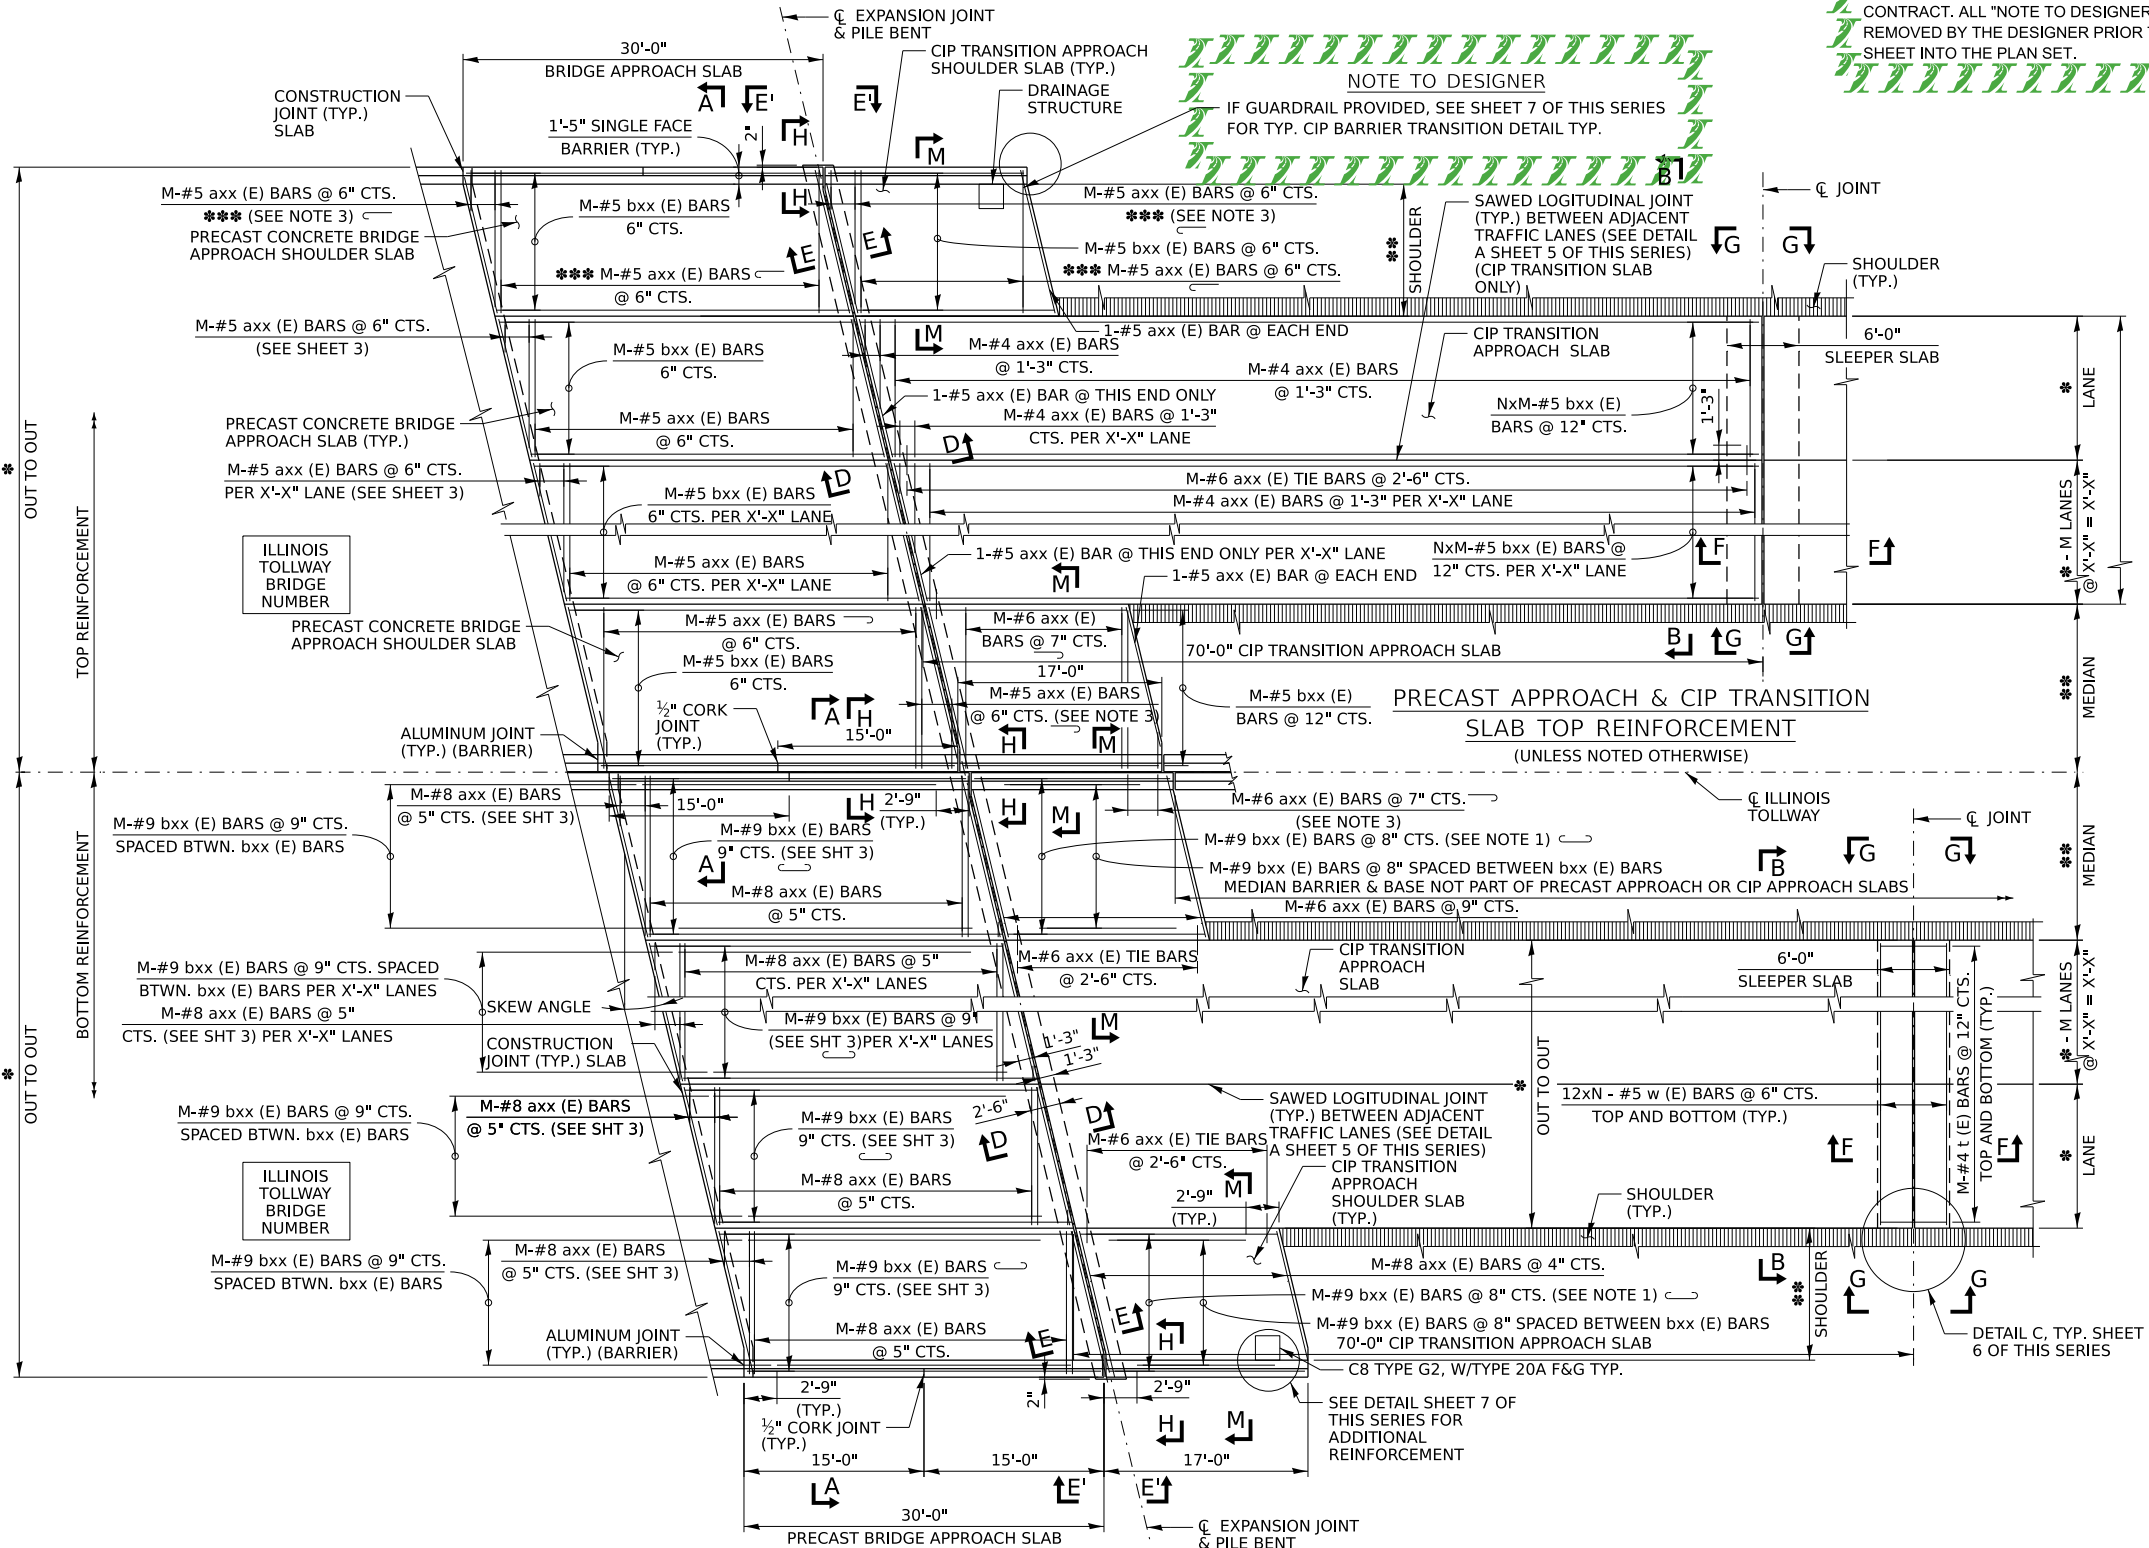 CONTRACT. ALL "NOTE TO DESIGNER
REMOVED BY THE DESIGNER PRIOR
SHEET INTO THE PLAN SET.
℄ EXPANSION JOINT
& PILE BENT
30'-0"
BRIDGE APPROACH SLAB
CIP TRANSITION APPROACH
SHOULDER SLAB (TYP.)
DRAINAGE
STRUCTURE
NOTE TO DESIGNER
IF GUARDRAIL PROVIDED, SEE SHEET 7 OF THIS SERIES
FOR TYP. CIP BARRIER TRANSITION DETAIL TYP.
CONSTRUCTION
JOINT (TYP.)
SLAB
1'-5" SINGLE FACE
BARRIER (TYP.)
2"
A
E'
E'
H
H
M
B
M-#5 axx (E) BARS @ 6" CTS.
✽✽✽ (SEE NOTE 3)
PRECAST CONCRETE BRIDGE
APPROACH SHOULDER SLAB
M-#5 bxx (E) BARS
6" CTS.
✽✽✽ M-#5 axx (E) BARS
@ 6" CTS.
E
E
M-#5 axx (E) BARS @ 6" CTS.
✽✽✽ (SEE NOTE 3)
M-#5 bxx (E) BARS @ 6" CTS.
✽✽✽ M-#5 axx (E) BARS @ 6" CTS.
✽✽
SHOULDER
SAWED LOGITUDINAL JOINT
(TYP.) BETWEEN ADJACENT
TRAFFIC LANES (SEE DETAIL
A SHEET 5 OF THIS SERIES)
(CIP TRANSITION SLAB
ONLY)
℄ JOINT
G
G
SHOULDER
(TYP.)
M-#5 axx (E) BARS @ 6" CTS.
(SEE SHEET 3)
M-#5 bxx (E) BARS
6" CTS.
M
1-#5 axx (E) BAR @ EACH END
M-#4 axx (E) BARS
@ 1'-3" CTS.
CIP TRANSITION
APPROACH SLAB
6'-0"
SLEEPER SLAB
M-#4 axx (E) BARS
@ 1'-3" CTS.
1-#5 axx (E) BAR @ THIS END ONLY
M-#4 axx (E) BARS @ 1'-3"
CTS. PER X'-X" LANE
NxM-#5 bxx (E)
BARS @ 12" CTS.
1'-3"
✽
LANE
PRECAST CONCRETE BRIDGE
APPROACH SLAB (TYP.)
M-#5 axx (E) BARS
@ 6" CTS.
✽
OUT TO OUT
TOP REINFORCEMENT
M-#5 axx (E) BARS @ 6" CTS.
PER X'-X" LANE (SEE SHEET 3)
D
D
M-#5 bxx (E) BARS
6" CTS. PER X'-X" LANE
M-#6 axx (E) TIE BARS @ 2'-6" CTS.
M-#4 axx (E) BARS @ 1'-3" PER X'-X" LANE
✽ - M LANES
@ X'-X" = X'-X"
ILLINOIS
TOLLWAY
BRIDGE
NUMBER
M-#5 axx (E) BARS
@ 6" CTS. PER X'-X" LANE
1-#5 axx (E) BAR @ THIS END ONLY PER X'-X" LANE
M
1-#5 axx (E) BAR @ EACH END
NxM-#5 bxx (E) BARS @
12" CTS. PER X'-X" LANE
F
F
PRECAST CONCRETE BRIDGE
APPROACH SHOULDER SLAB
M-#5 axx (E) BARS
@ 6" CTS.
M-#5 bxx (E) BARS
6" CTS.
M-#6 axx (E)
BARS @ 7" CTS.
70'-0" CIP TRANSITION APPROACH SLAB
B
G
G
17'-0"
M-#5 axx (E) BARS
@ 6" CTS. (SEE NOTE 3)
M-#5 bxx (E)
BARS @ 12" CTS.
✽✽
MEDIAN
PRECAST APPROACH & CIP TRANSITION
SLAB TOP REINFORCEMENT
(UNLESS NOTED OTHERWISE)
ALUMINUM JOINT
(TYP.) (BARRIER)
½" CORK
JOINT
(TYP.)
A
H
15'-0"
H
M
M-#8 axx (E) BARS
@ 5" CTS. (SEE SHT 3)
15'-0"
H
2'-9"
(TYP.)
H
M
M-#6 axx (E) BARS @ 7" CTS.
(SEE NOTE 3)
℄ ILLINOIS
TOLLWAY
℄ JOINT
M-#9 bxx (E) BARS @ 9" CTS.
SPACED BTWN. bxx (E) BARS
M-#9 bxx (E) BARS
9" CTS. (SEE SHT 3)
A
M-#9 bxx (E) BARS @ 8" CTS. (SEE NOTE 1)
M-#9 bxx (E) BARS @ 8" SPACED BETWEEN bxx (E) BARS
B
G
G
✽✽
MEDIAN
MEDIAN BARRIER & BASE NOT PART OF PRECAST APPROACH OR CIP APPROACH SLABS
M-#8 axx (E) BARS
@ 5" CTS.
M-#6 axx (E) BARS @ 9" CTS.
BOTTOM REINFORCEMENT
✽
OUT TO OUT
M-#9 bxx (E) BARS @ 9" CTS. SPACED
BTWN. bxx (E) BARS PER X'-X" LANES
M-#8 axx (E) BARS @ 5"
CTS. PER X'-X" LANES
M-#6 axx (E) TIE BARS
@ 2'-6" CTS.
CIP TRANSITION
APPROACH
SLAB
6'-0"
SLEEPER SLAB
SKEW ANGLE
M-#8 axx (E) BARS @ 5"
CTS. (SEE SHT 3) PER X'-X" LANES
M-#9 bxx (E) BARS @ 9"
(SEE SHT 3)PER X'-X" LANES
M
1'-3"
1'-3"
CONSTRUCTION
JOINT (TYP.) SLAB
✽
OUT TO OUT
M-#4 t (E) BARS @ 12" CTS.
TOP AND BOTTOM (TYP.)
✽ - M LANES
@ X'-X" = X'-X"
M-#9 bxx (E) BARS @ 9" CTS.
SPACED BTWN. bxx (E) BARS
M-#8 axx (E) BARS
@ 5" CTS. (SEE SHT 3)
M-#9 bxx (E) BARS
9" CTS. (SEE SHT 3)
2'-6"
D
D
SAWED LOGITUDINAL JOINT
(TYP.) BETWEEN ADJACENT
TRAFFIC LANES (SEE DETAIL
A SHEET 5 OF THIS SERIES)
12xN - #5 w (E) BARS @ 6" CTS.
TOP AND BOTTOM (TYP.)
F
F
✽
LANE
M-#6 axx (E) TIE BARS
@ 2'-6" CTS.
M
CIP TRANSITION
APPROACH
SHOULDER SLAB
(TYP.)
ILLINOIS
TOLLWAY
BRIDGE
NUMBER
M-#8 axx (E) BARS
@ 5" CTS.
2'-9"
(TYP.)
SHOULDER
(TYP.)
M-#9 bxx (E) BARS @ 9" CTS.
SPACED BTWN. bxx (E) BARS
M-#8 axx (E) BARS
@ 5" CTS. (SEE SHT 3)
M-#9 bxx (E) BARS
9" CTS. (SEE SHT 3)
M-#8 axx (E) BARS @ 4" CTS.
B
G
G
✽✽
SHOULDER
M-#9 bxx (E) BARS @ 8" CTS. (SEE NOTE 1)
M-#9 bxx (E) BARS @ 8" SPACED BETWEEN bxx (E) BARS
ALUMINUM JOINT
(TYP.) (BARRIER)
M-#8 axx (E) BARS
@ 5" CTS.
E
E
H
70'-0" CIP TRANSITION APPROACH SLAB
C8 TYPE G2, W/TYPE 20A F&G TYP.
DETAIL C, TYP. SHEET
6 OF THIS SERIES
2'-9"
(TYP.)
½" CORK JOINT
(TYP.)
2"
2'-9"
H
M
SEE DETAIL SHEET 7 OF
THIS SERIES FOR
ADDITIONAL
REINFORCEMENT
15'-0"
15'-0"
17'-0"
A
E'
E'
30'-0"
PRECAST BRIDGE APPROACH SLAB
℄ EXPANSION JOINT
& PILE BENT